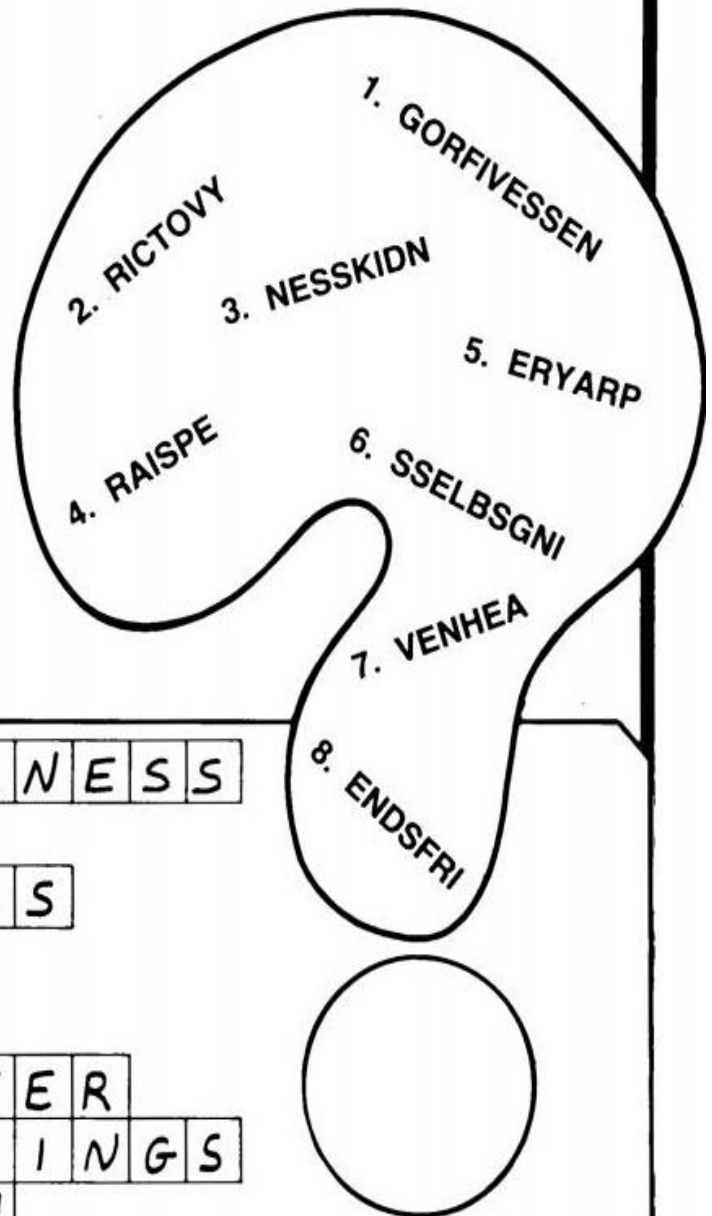 1. GORFIVESSEN
2. RICTOVY
3. NESSKIDN
5. ERYARP
4. RAISPE
6. SSELBSGNI
7. VENHEA
8. ENDSFRI
NESS
S
ER
INGS